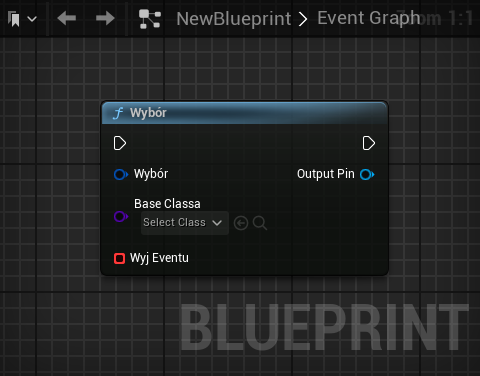 NewBlueprint > Event Graph
Zoom 1:1
f Wybór
Wybór
Output Pin
Base Classa
Select Class
Wyj Eventu
BLUEPRINT